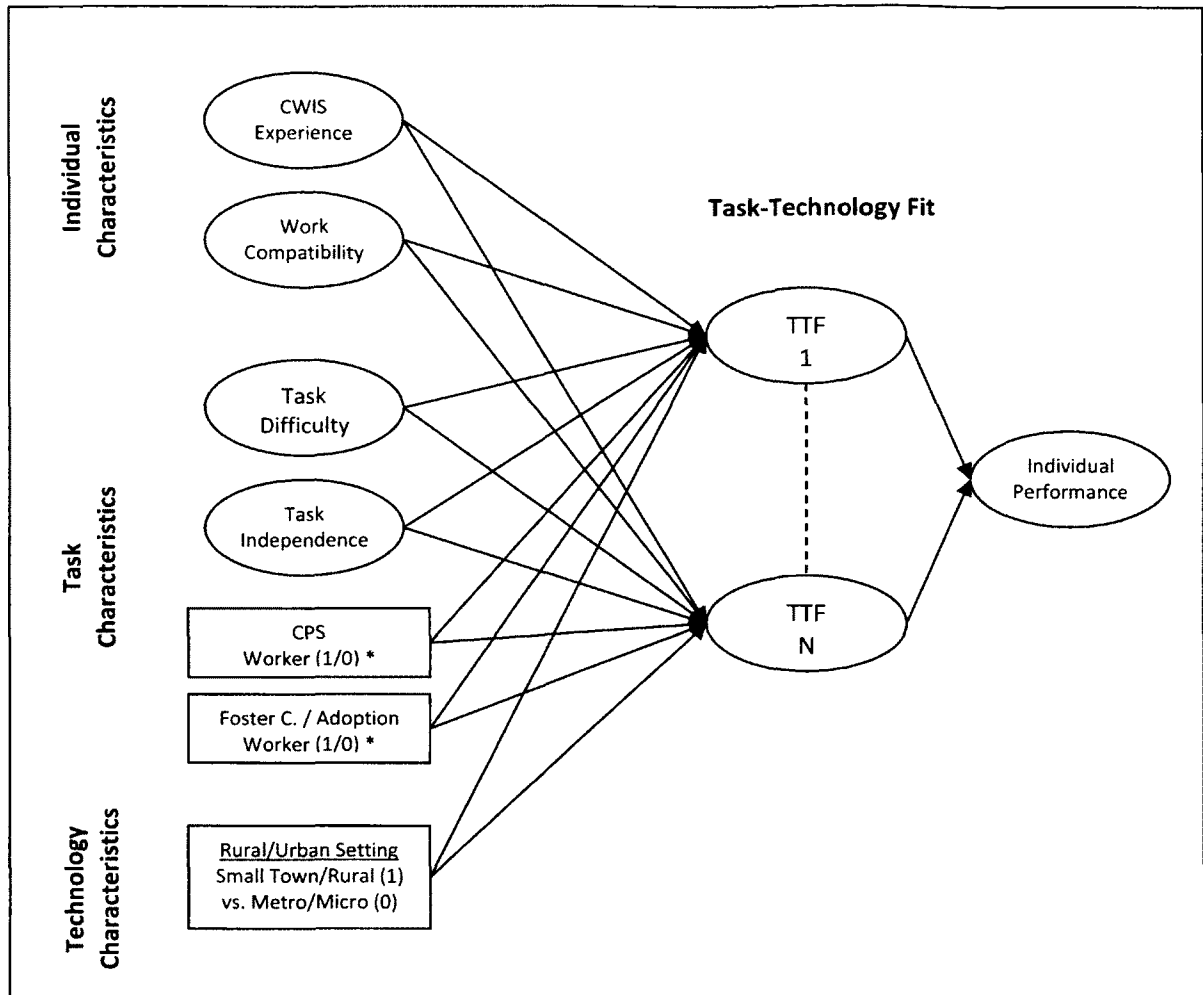 Individual
Characteristics
CWIS
Experience
Work
Compatibility
Task-Technology Fit
TTF
1
Task
Difficulty
Task
Characteristics
Task
Independence
Individual
Performance
TTF
N
CPS
Worker (1/0) *
Foster C. / Adoption
Worker (1/0) *
Technology
Characteristics
Rural/Urban Setting
Small Town/Rural (1)
vs. Metro/Micro (0)